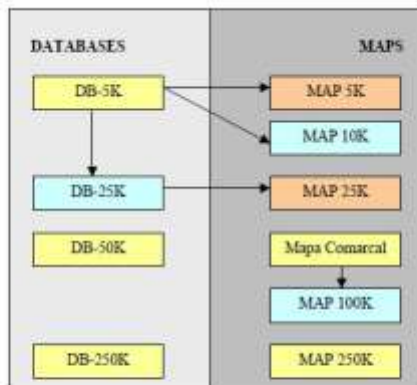 DATABASES
MAPS
DB-5K
MAP 5K
MAP 10K
DB-25K
MAP 25K
DB-50K
Mapa Comarcal
MAP 100K
DB-250K
MAP 250K